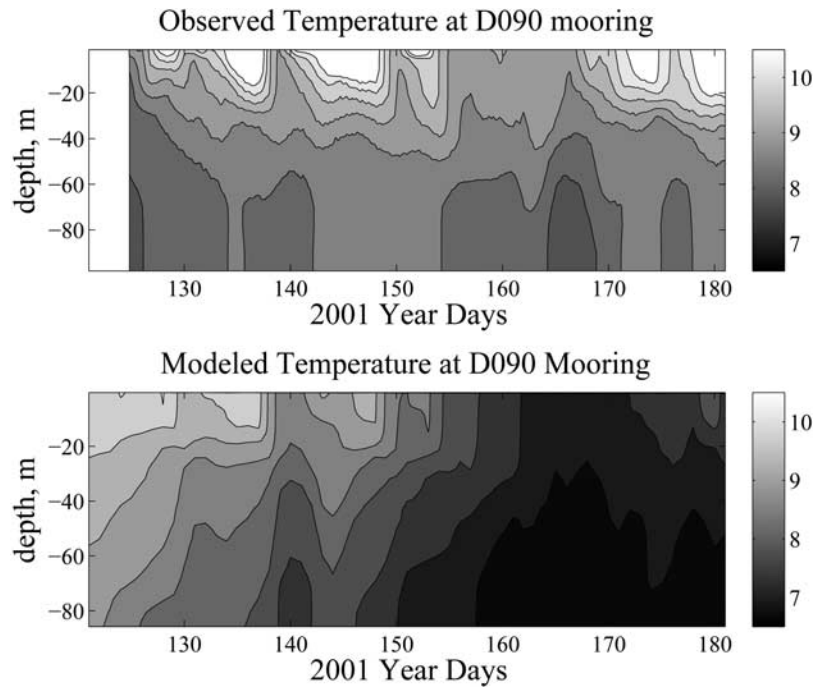 Observed Temperature at D090 mooring
depth, m
−20
−40
−60
−80
130 140 150 160 170 180
2001 Year Days
10
9
8
7
Modeled Temperature at D090 Mooring
depth, m
−20
−40
−60
−80
130 140 150 160 170 180
2001 Year Days
10
9
8
7